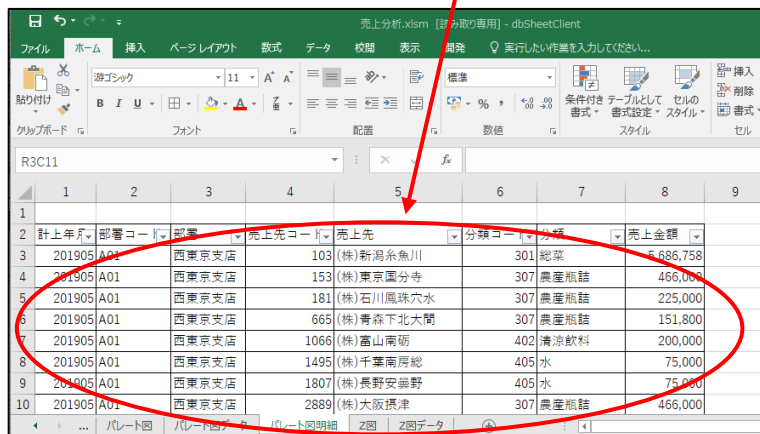 売上分析.xlsm [読み取り専用] - dbSheetClient
ファイル ホーム 挿入 ページ レイアウト 数式 データ 校閲 表示 開発 実行したい作業を入力してください...
貼り付け 游ゴシック 11 A A 標準 条件付き書式 テーブルとして書式設定 セルのスタイル 挿入 削除 書式
B I U A % ,
クリップボード フォント 配置 数値 スタイル セル
R3C11 fx
1 2 3 4 5 6 7 8 9
1
2 計上年月 部署コード 部署 売上先コード 売上先 分類コード 分類 売上金額
3 201905 A01 西東京支店 103 (株)新潟糸魚川 301 総菜 5,686,758
4 201905 A01 西東京支店 153 (株)東京国分寺 307 農産瓶詰 466,000
5 201905 A01 西東京支店 181 (株)石川鳳珠穴水 307 農産瓶詰 225,000
6 201905 A01 西東京支店 665 (株)青森下北大間 307 農産瓶詰 151,800
7 201905 A01 西東京支店 1066 (株)富山南砺 402 清涼飲料 200,000
8 201905 A01 西東京支店 1495 (株)千葉南房総 405 水 75,000
9 201905 A01 西東京支店 1807 (株)長野安曇野 405 水 75,000
10 201905 A01 西東京支店 2889 (株)大阪摂津 307 農産瓶詰 466,000
... パレート図 パレート図データ パレート図明細 Z図 Z図データ